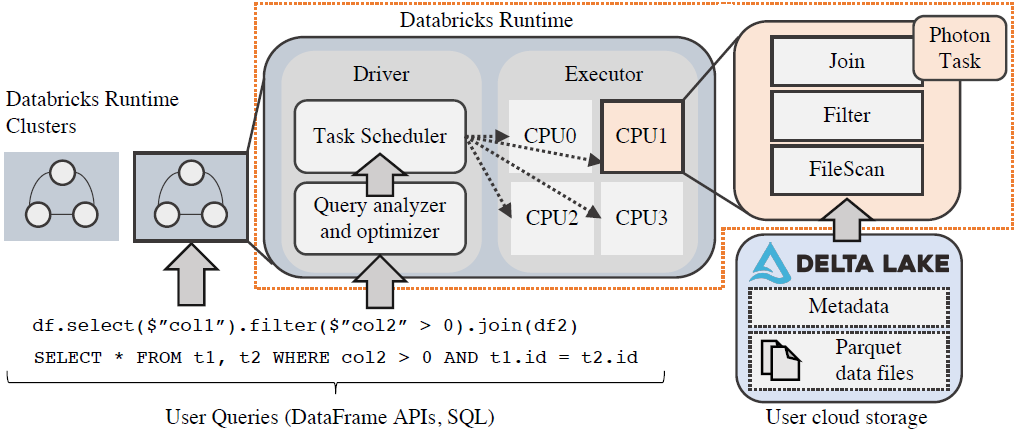 Databricks Runtime
Photon
Task
Driver
Executor
Join
Databricks Runtime
Clusters
Task Scheduler
CPU0
CPU1
Filter
FileScan
Query analyzer
and optimizer
CPU2
CPU3
DELTA LAKE
Metadata
Parquet
data files
User cloud storage
df.select($”col1”).filter($”col2” > 0).join(df2)
SELECT * FROM t1, t2 WHERE col2 > 0 AND t1.id = t2.id
User Queries (DataFrame APIs, SQL)